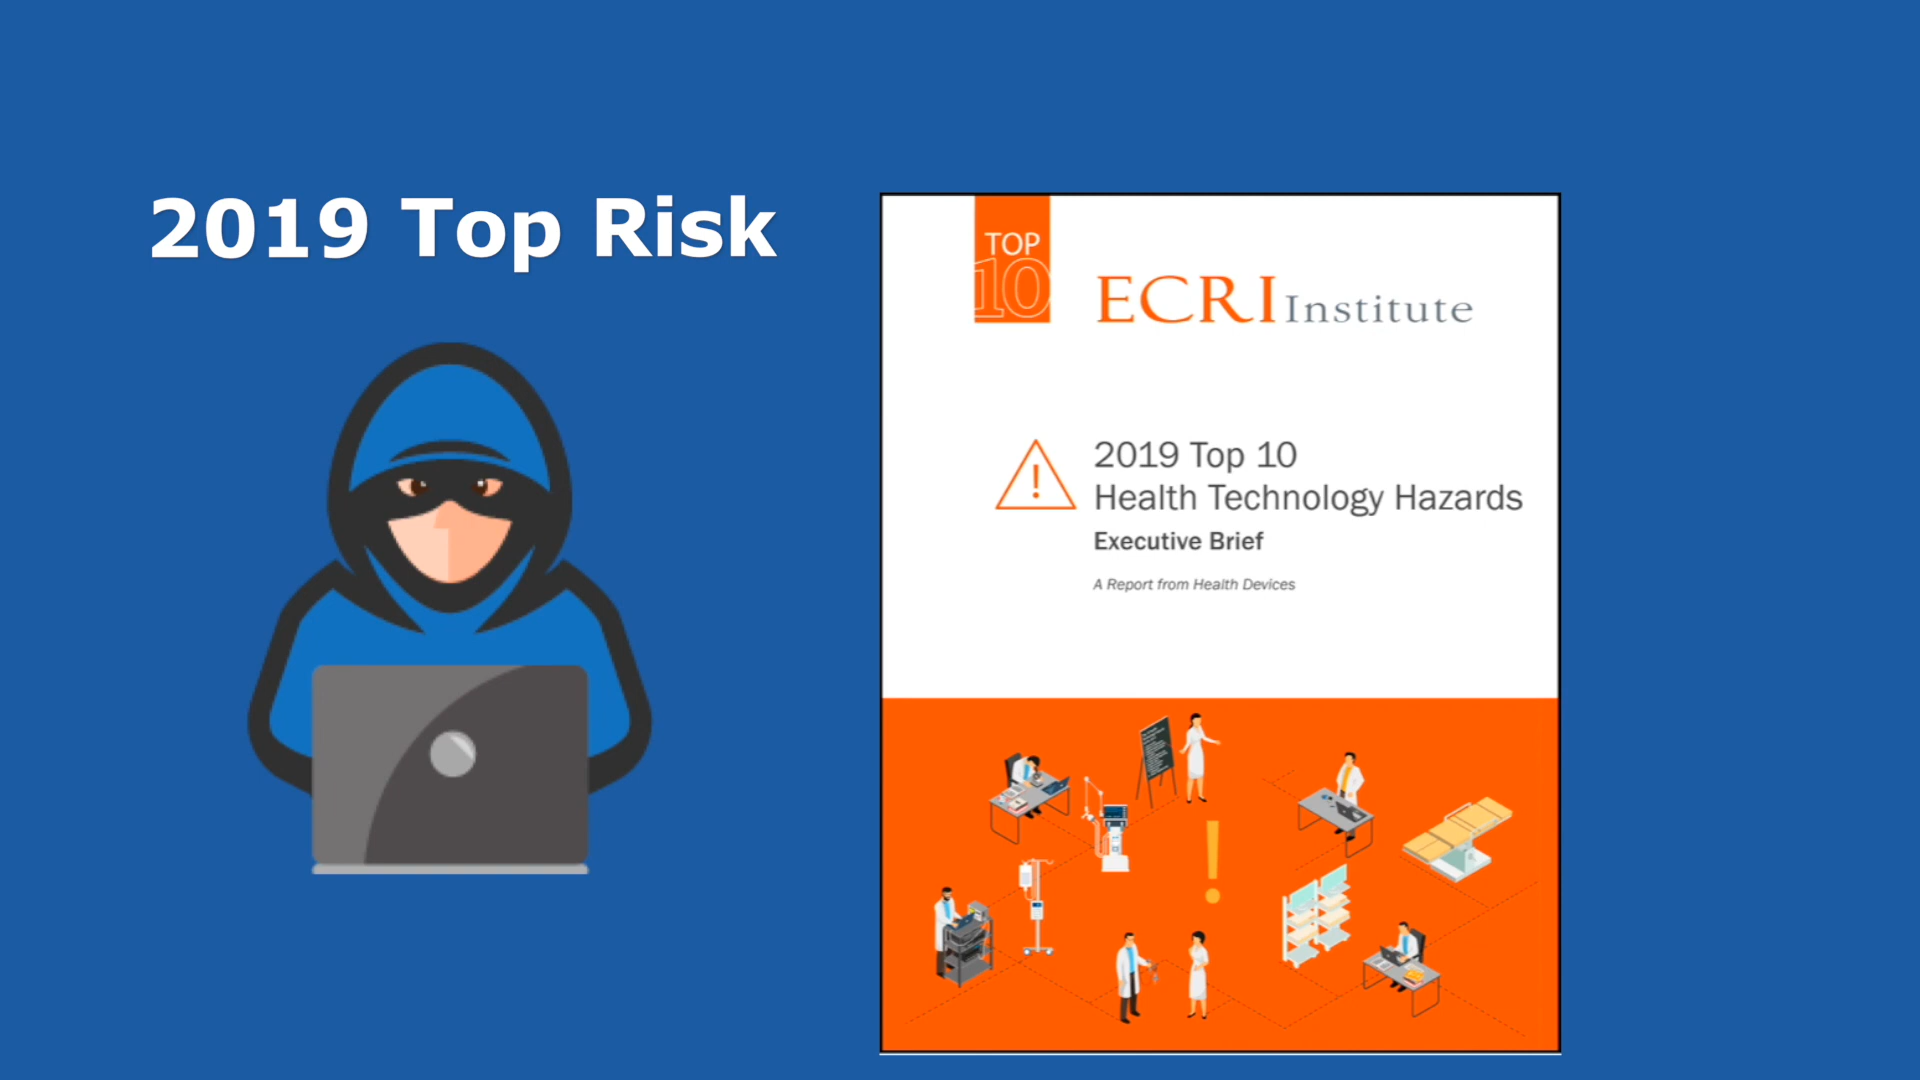 2019 Top Risk
TOP
10
ECRI Institute
2019 Top 10
Health Technology Hazards
Executive Brief
A Report from Health Devices